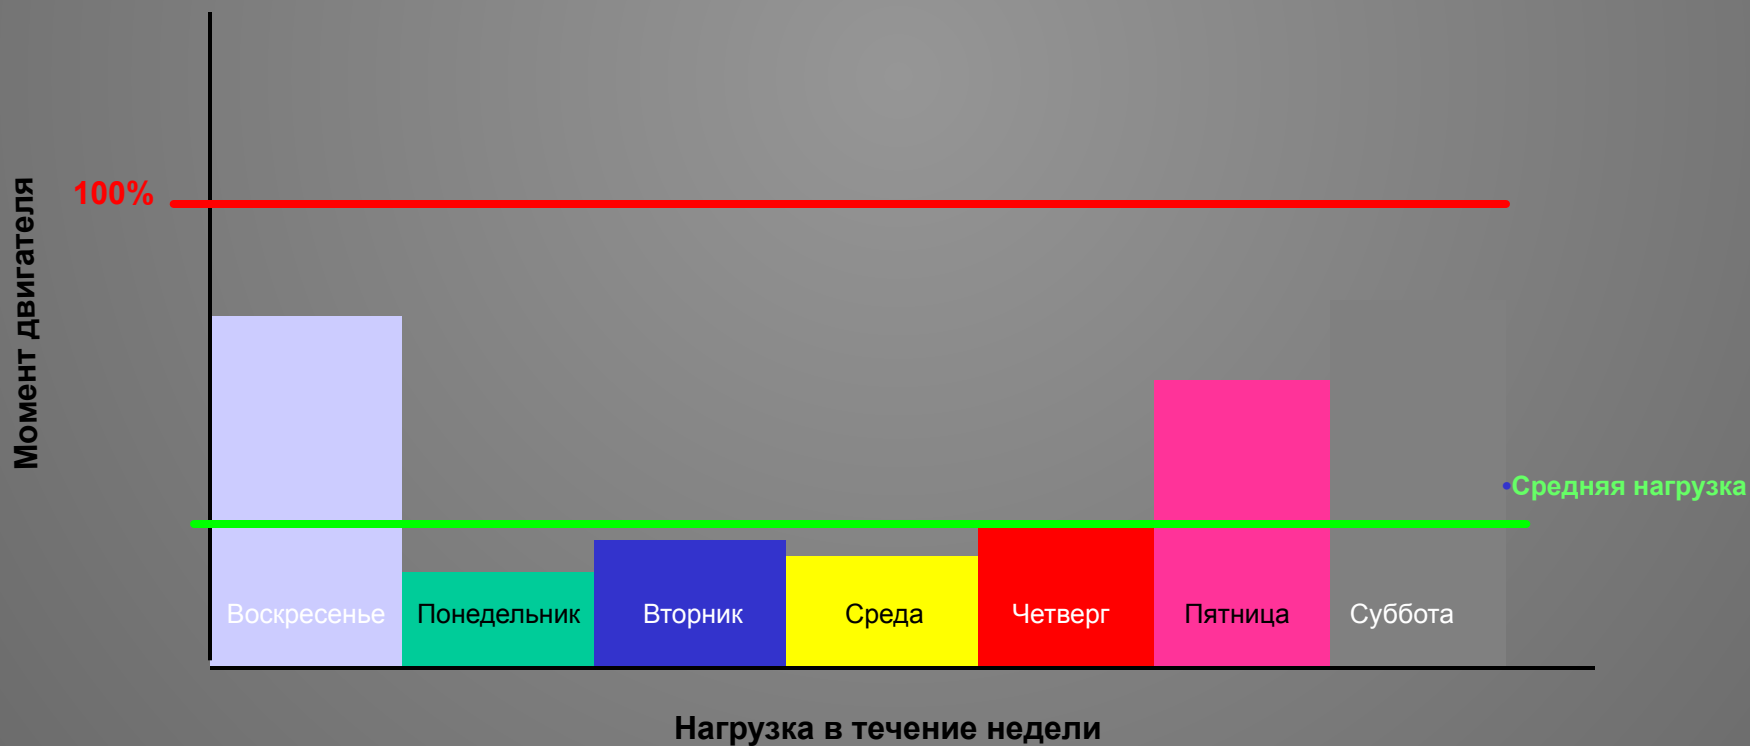 Момент двигателя
100%
•Средняя нагрузка
Воскресенье
Понедельник
Вторник
Среда
Четверг
Пятница
Суббота
Нагрузка в течение недели